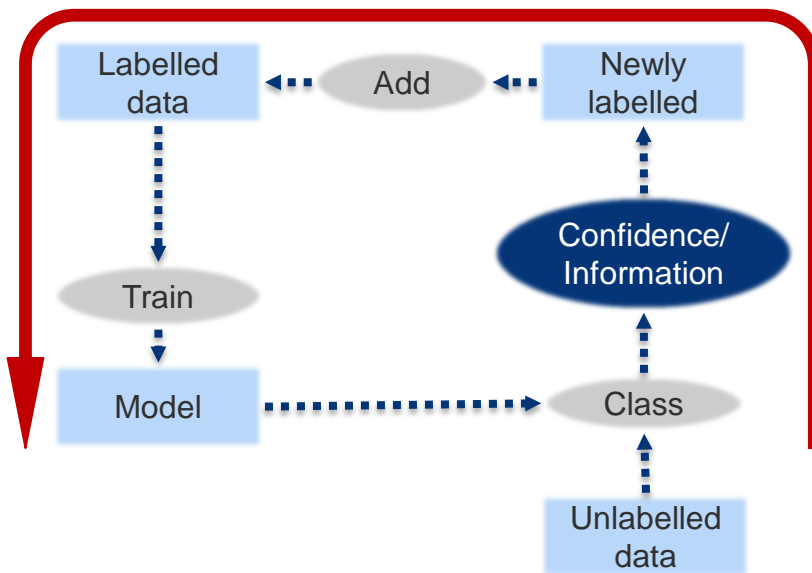 Labelled
data
Add
Newly
labelled
Confidence/
Information
Train
Model
Class
Unlabelled
data